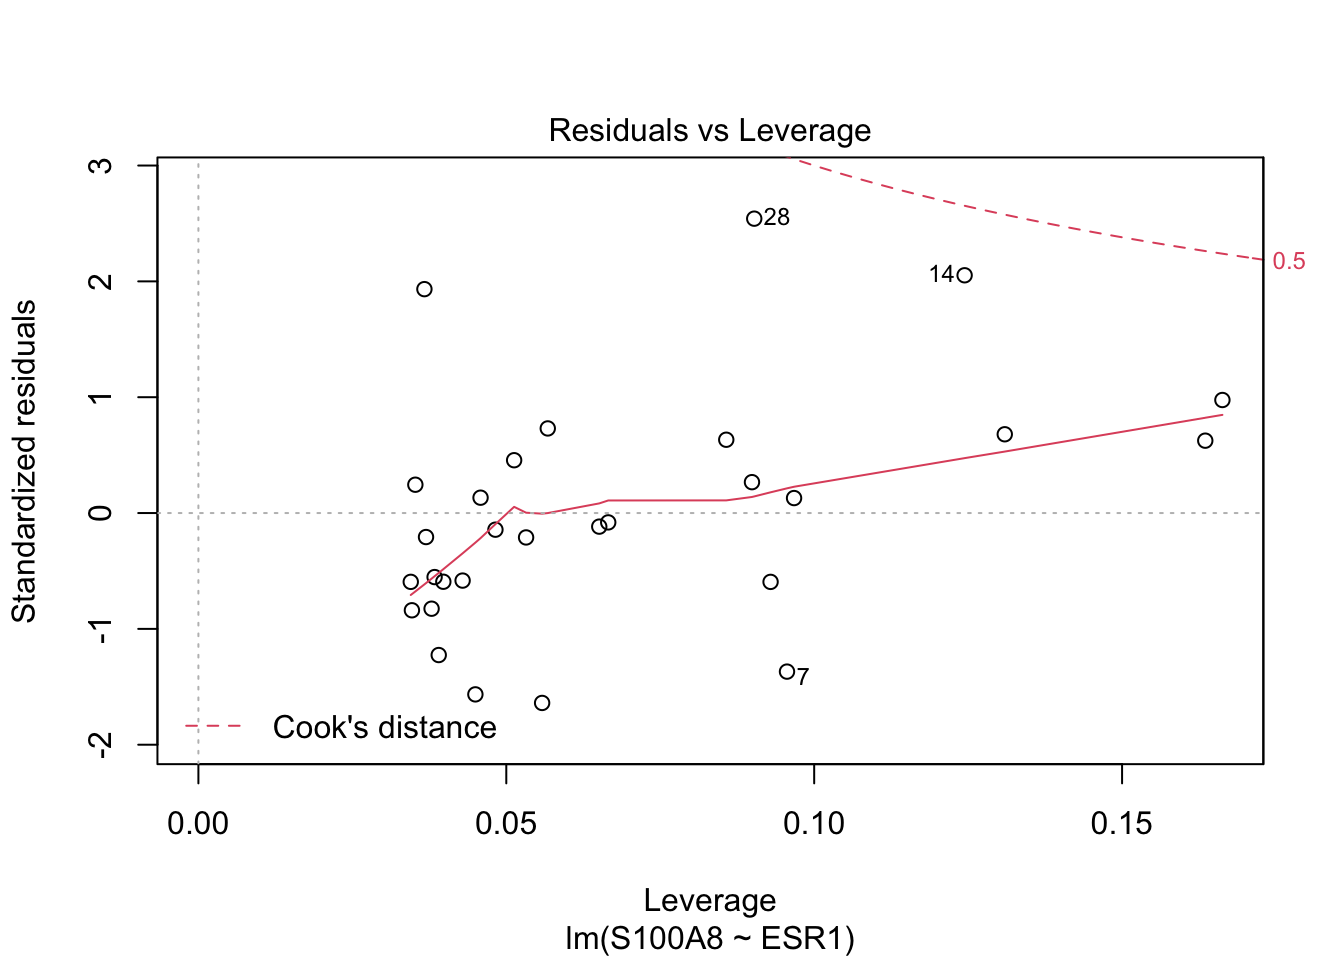 Residuals vs Leverage
Standardized residuals
3
2
1
0
-1
-2
28
14
7
0.5
Cook's distance
0.00
0.05
0.10
0.15
Leverage
lm(S100A8 ~ ESR1)